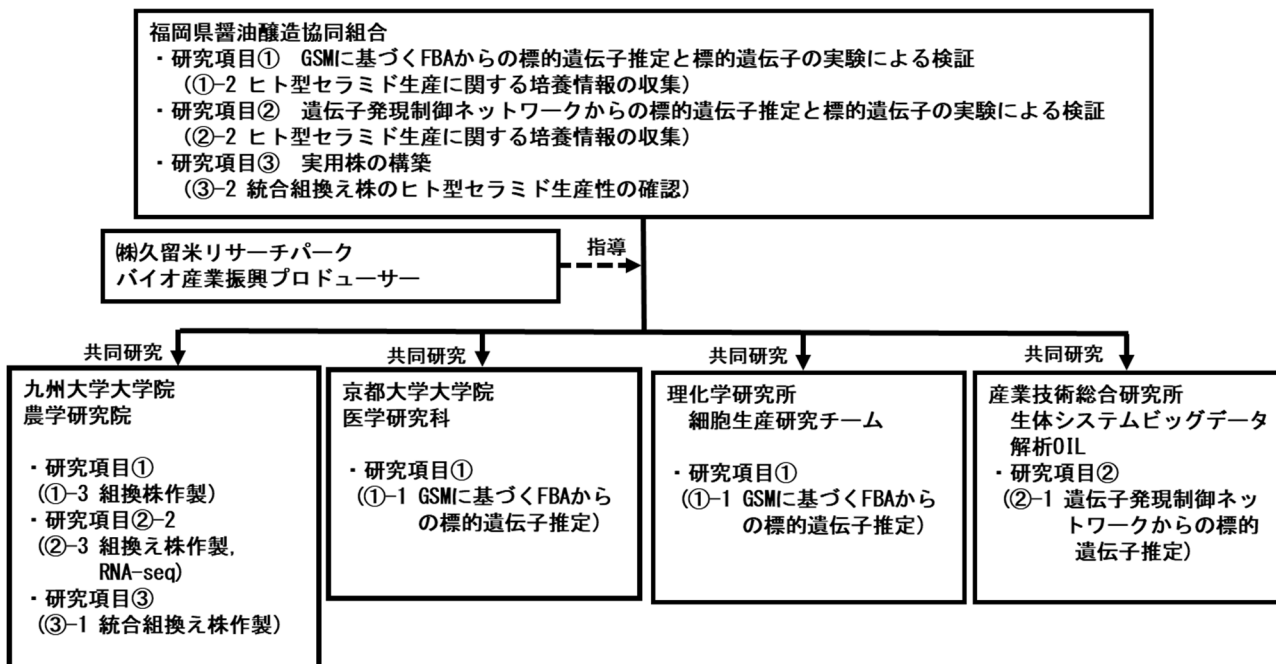 福岡県醤油醸造協同組合
・研究項目① GSMに基づくFBAからの標的遺伝子推定と標的遺伝子の実験による検証
(①-2 ヒト型セラミド生産に関する培養情報の収集)
・研究項目② 遺伝子発現制御ネットワークからの標的遺伝子推定と標的遺伝子の実験による検証
(②-2 ヒト型セラミド生産に関する培養情報の収集)
・研究項目③ 実用株の構築
(③-2 統合組換え株のヒト型セラミド生産性の確認)
㈱久留米リサーチパーク
バイオ産業振興プロデューサー
指導
共同研究
九州大学大学院
農学研究院
・研究項目①
(①-3 組換株作製)
・研究項目②-2
(②-3 組換え株作製,
RNA-seq)
・研究項目③
(③-1 統合組換え株作製)
共同研究
京都大学大学院
医学研究科
・研究項目①
(①-1 GSMに基づくFBAから
の標的遺伝子推定)
共同研究
理化学研究所
細胞生産研究チーム
・研究項目①
(①-1 GSMに基づくFBAから
の標的遺伝子推定)
共同研究
産業技術総合研究所
生体システムビッグデータ
解析OIL
・研究項目②
(②-1 遺伝子発現制御ネッ
トワークからの標的
遺伝子推定)